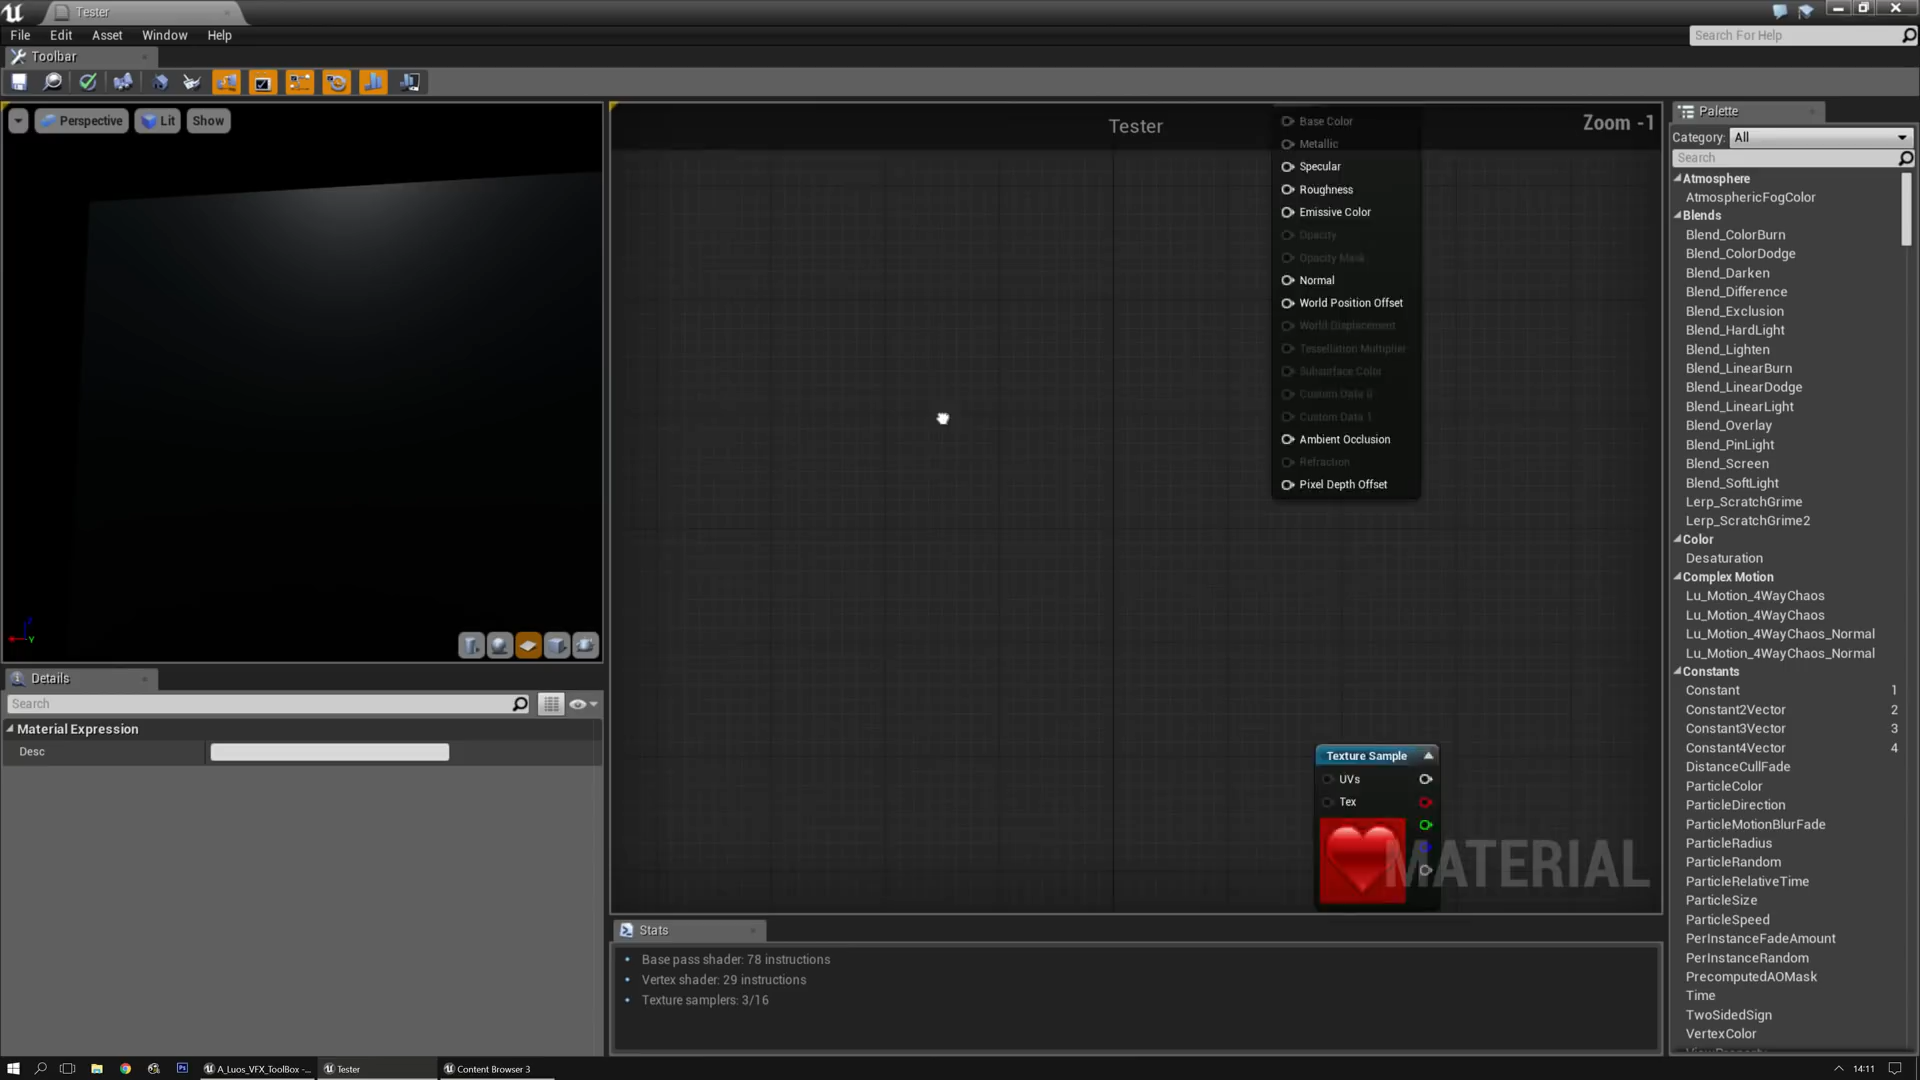 Tester
File Edit Asset Window Help
Search For Help
Toolbar
Perspective Lit Show
Tester
Zoom -1
Base Color
Metallic
Specular
Roughness
Emissive Color
Opacity
Opacity Mask
Normal
World Position Offset
World Displacement
Tessellation Multiplier
Subsurface Color
Custom Data 0
Custom Data 1
Ambient Occlusion
Refraction
Pixel Depth Offset
Texture Sample
UVs
Tex
MATERIAL
Z
Y
Details
Search
Material Expression
Desc
Stats
Base pass shader: 78 instructions
Vertex shader: 29 instructions
Texture samplers: 3/16
Palette
Category: All
Search
Atmosphere
AtmosphericFogColor
Blends
Blend_ColorBurn
Blend_ColorDodge
Blend_Darken
Blend_Difference
Blend_Exclusion
Blend_HardLight
Blend_Lighten
Blend_LinearBurn
Blend_LinearDodge
Blend_LinearLight
Blend_Overlay
Blend_PinLight
Blend_Screen
Blend_SoftLight
Lerp_ScratchGrime
Lerp_ScratchGrime2
Color
Desaturation
Complex Motion
Lu_Motion_4WayChaos
Lu_Motion_4WayChaos
Lu_Motion_4WayChaos_Normal
Lu_Motion_4WayChaos_Normal
Constants
Constant 1
Constant2Vector 2
Constant3Vector 3
Constant4Vector 4
DistanceCullFade
ParticleColor
ParticleDirection
ParticleMotionBlurFade
ParticleRadius
ParticleRandom
ParticleRelativeTime
ParticleSize
ParticleSpeed
PerInstanceFadeAmount
PerInstanceRandom
PrecomputedAOMask
Time
TwoSidedSign
VertexColor
A_Luos_VFX_ToolBox -... Tester Content Browser 3
14:11